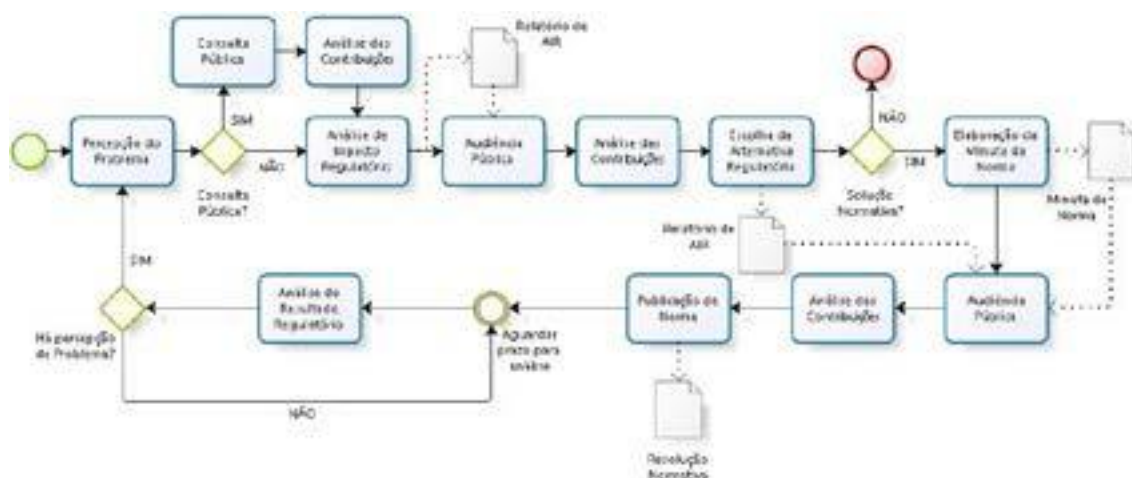 Consulta
Pública
Análise das
Contribuições
Relatório de
AIR
SIM
NÃO
Percepção do
Problema
NÃO
Análise de
Impacto
Regulatório
Audiência
Pública
Análise das
Contribuições
Escolha da
Alternativa
Regulatória
SIM
Elaboração da
Minuta da
Norma
Consulta
Pública?
Solução
Normativa?
Minuta da
Norma
Relatório de
AIR
SIM
Análise do
Resultado
Regulatório
Publicação da
Norma
Análise das
Contribuições
Audiência
Pública
Há percepção
de Problema?
Aguardar
prazo para
análise
NÃO
Resolução
Normativa